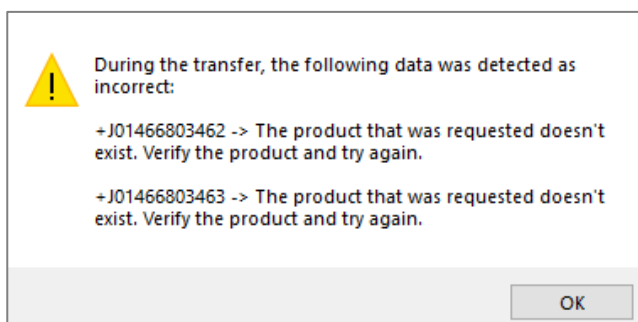 During the transfer, the following data was detected as
incorrect:
+J01466803462 -> The product that was requested doesn't
exist. Verify the product and try again.
+J01466803463 -> The product that was requested doesn't
exist. Verify the product and try again.
OK